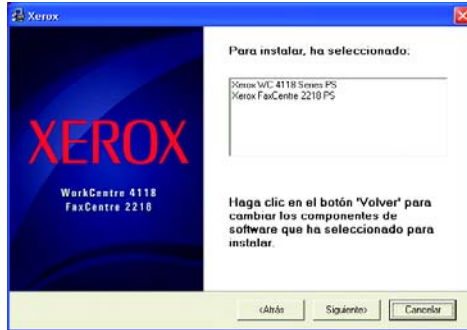 Xerox
Para instalar, ha seleccionado:
Xerox WC 4118 Series PS
Xerox FaxCentre 2218 PS
XEROX
WorkCentre 4118
FaxCentre 2218
Haga clic en el botón 'Volver' para
cambiar los componentes de
software que ha seleccionado para
instalar.
<Atrás
Siguiente>
Cancelar